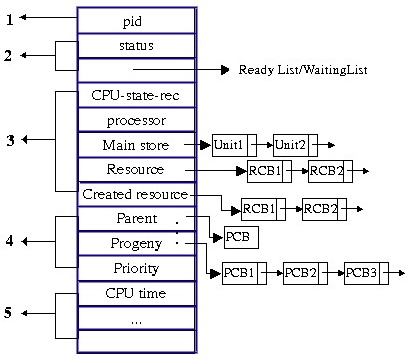 1 pid
2 status
Ready List/WaitingList
CPU-state-rec
3 processor
Main store Unit1 Unit2
Resource RCB1 RCB2
Created resource RCB1 RCB2
Parent PCB
4 Progeny PCB1 PCB2 PCB3
Priority
5 CPU time
...